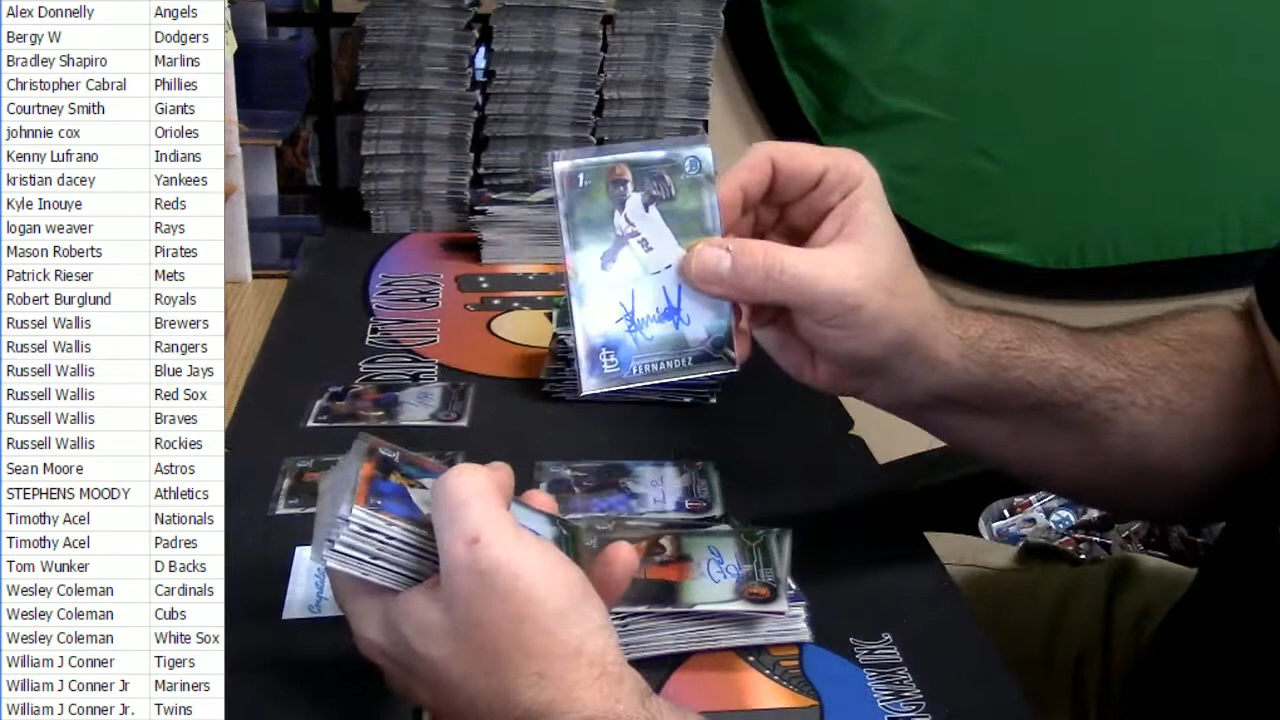 Alex Donnelly Angels
Bergy W Dodgers
Bradley Shapiro Marlins
Christopher Cabral Phillies
Courtney Smith Giants
johnnie cox Orioles
Kenny Lufrano Indians
kristian dacey Yankees
Kyle Inouye Reds
logan weaver Rays
Mason Roberts Pirates
Patrick Rieser Mets
Robert Burglund Royals
Russel Wallis Brewers
Russel Wallis Rangers
Russell Wallis Blue Jays
Russell Wallis Red Sox
Russell Wallis Braves
Russell Wallis Rockies
Sean Moore Astros
STEPHENS MOODY Athletics
Timothy Acel Nationals
Timothy Acel Padres
Tom Wunker D Backs
Wesley Coleman Cardinals
Wesley Coleman Cubs
Wesley Coleman White Sox
William J Conner Tigers
William J Conner Jr Mariners
William J Conner Jr. Twins
1st
FERNANDEZ
RIP CITY CARDS
INC